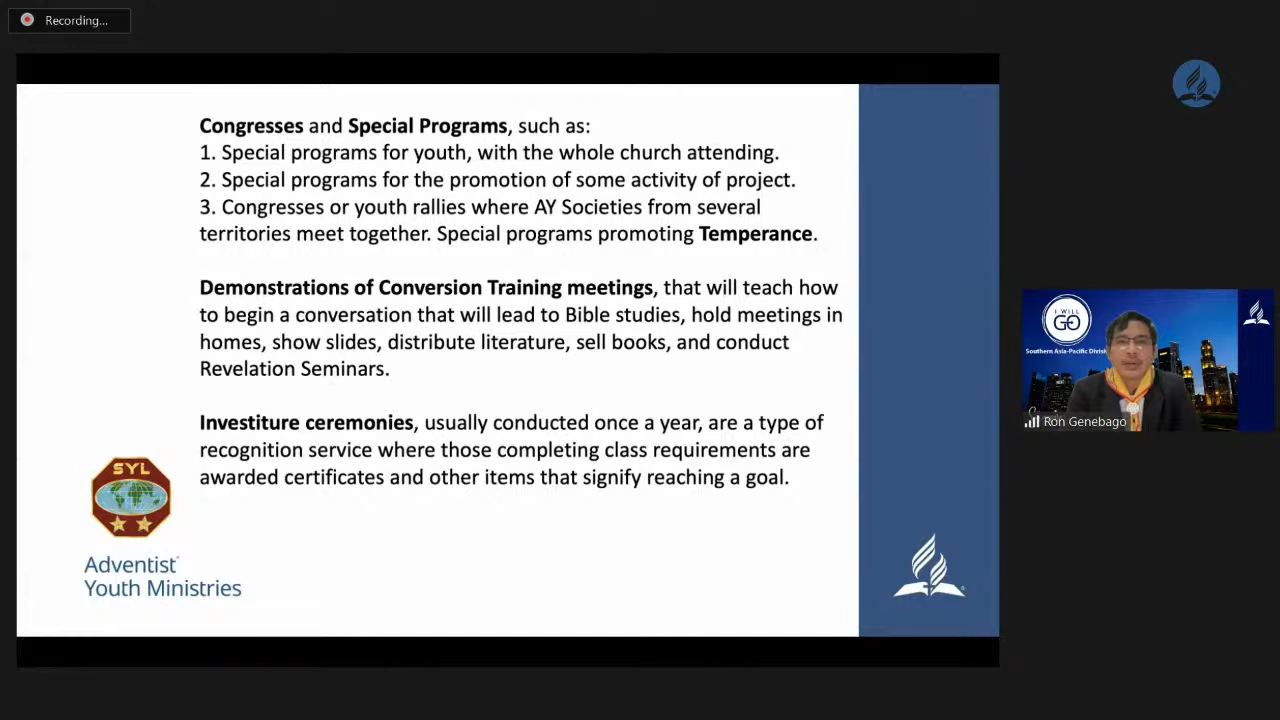 Recording...
Congresses and Special Programs, such as:
1. Special programs for youth, with the whole church attending.
2. Special programs for the promotion of some activity of project.
3. Congresses or youth rallies where AY Societies from several
territories meet together. Special programs promoting Temperance.
Demonstrations of Conversion Training meetings, that will teach how
to begin a conversation that will lead to Bible studies, hold meetings in
homes, show slides, distribute literature, sell books, and conduct
Revelation Seminars.
Investiture ceremonies, usually conducted once a year, are a type of
recognition service where those completing class requirements are
awarded certificates and other items that signify reaching a goal.
SYL
Adventist
Youth Ministries
I WILL
GO
Southern Asia-Pacific Divis
Ron Genebago